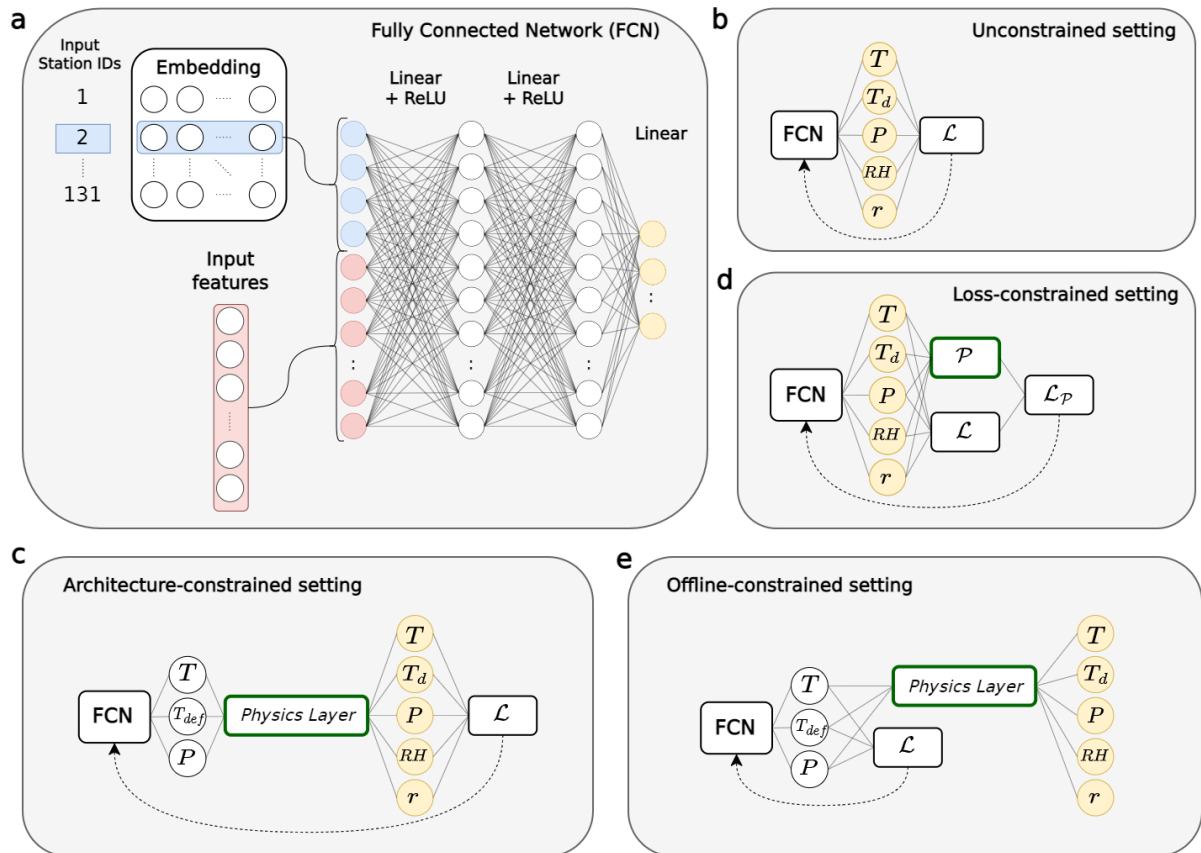 a
Fully Connected Network (FCN)
Input
Station IDs
1
2
131
Embedding
Linear
+ ReLU
Linear
+ ReLU
Linear
Input
features
b
Unconstrained setting
FCN
T
T_d
P
RH
r
ℒ
d
Loss-constrained setting
FCN
T
T_d
P
RH
r
𝒫
ℒ
ℒ_𝒫
c
Architecture-constrained setting
FCN
T
T_def
P
Physics Layer
T
T_d
P
RH
r
ℒ
e
Offline-constrained setting
FCN
T
T_def
P
ℒ
Physics Layer
T
T_d
P
RH
r